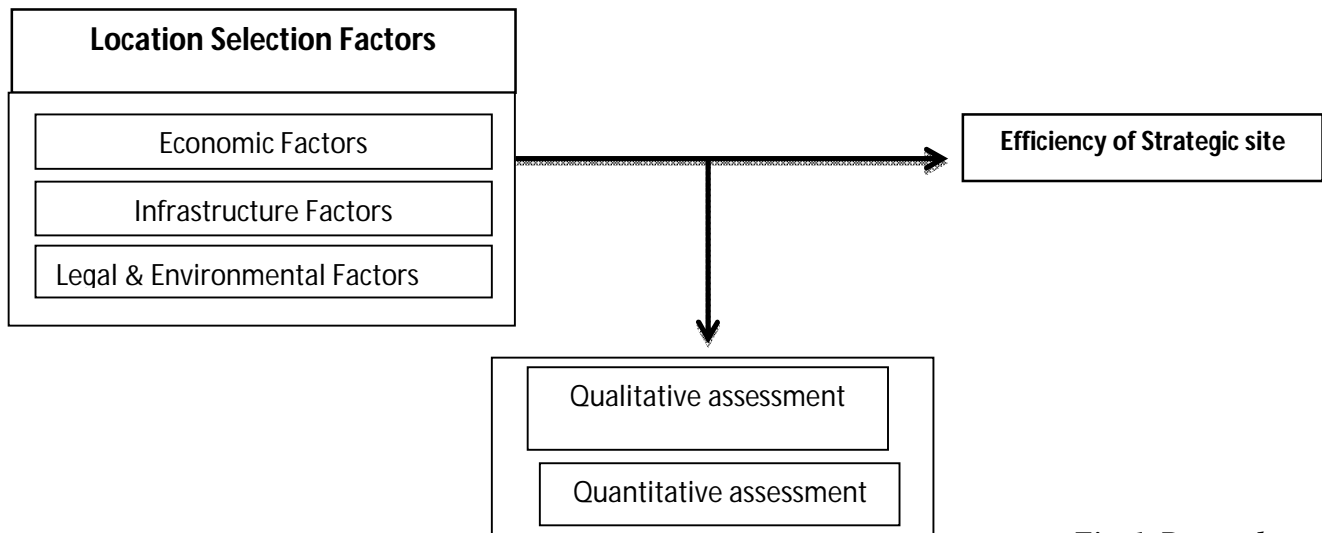 Location Selection Factors
Economic Factors
Infrastructure Factors
Legal & Environmental Factors
Efficiency of Strategic site
Qualitative assessment
Quantitative assessment